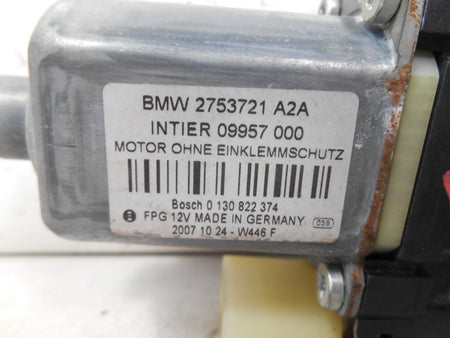 BMW 2753721 A2A
INTIER 09957 000
MOTOR OHNE EINKLEMMSCHUTZ
Bosch 0 130 822 374
FPG 12V MADE IN GERMANY 058
2007 10 24 - W446 F